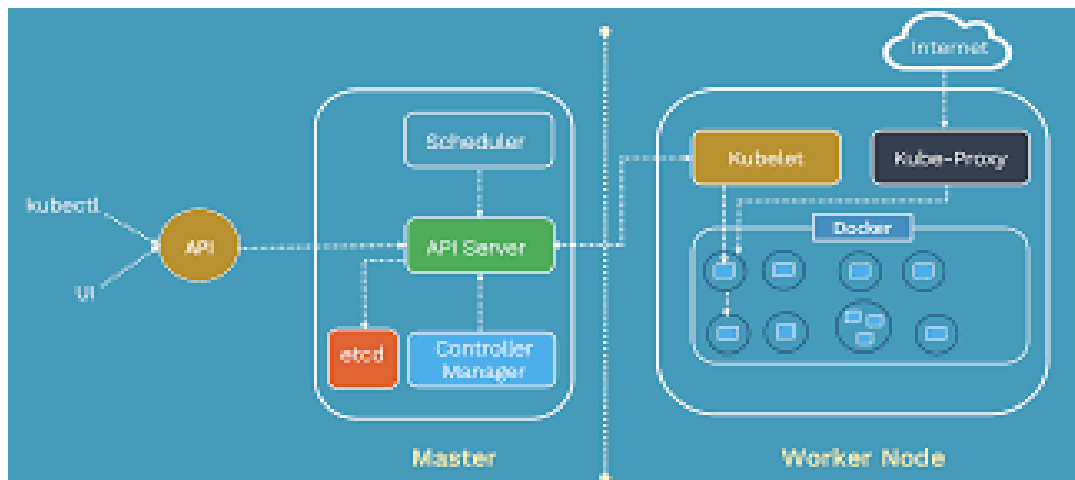 Internet
Scheduler
Kubelet
Kube-Proxy
kubectl
API
API Server
Docker
UI
etcd
Controller
Manager
Master
Worker Node